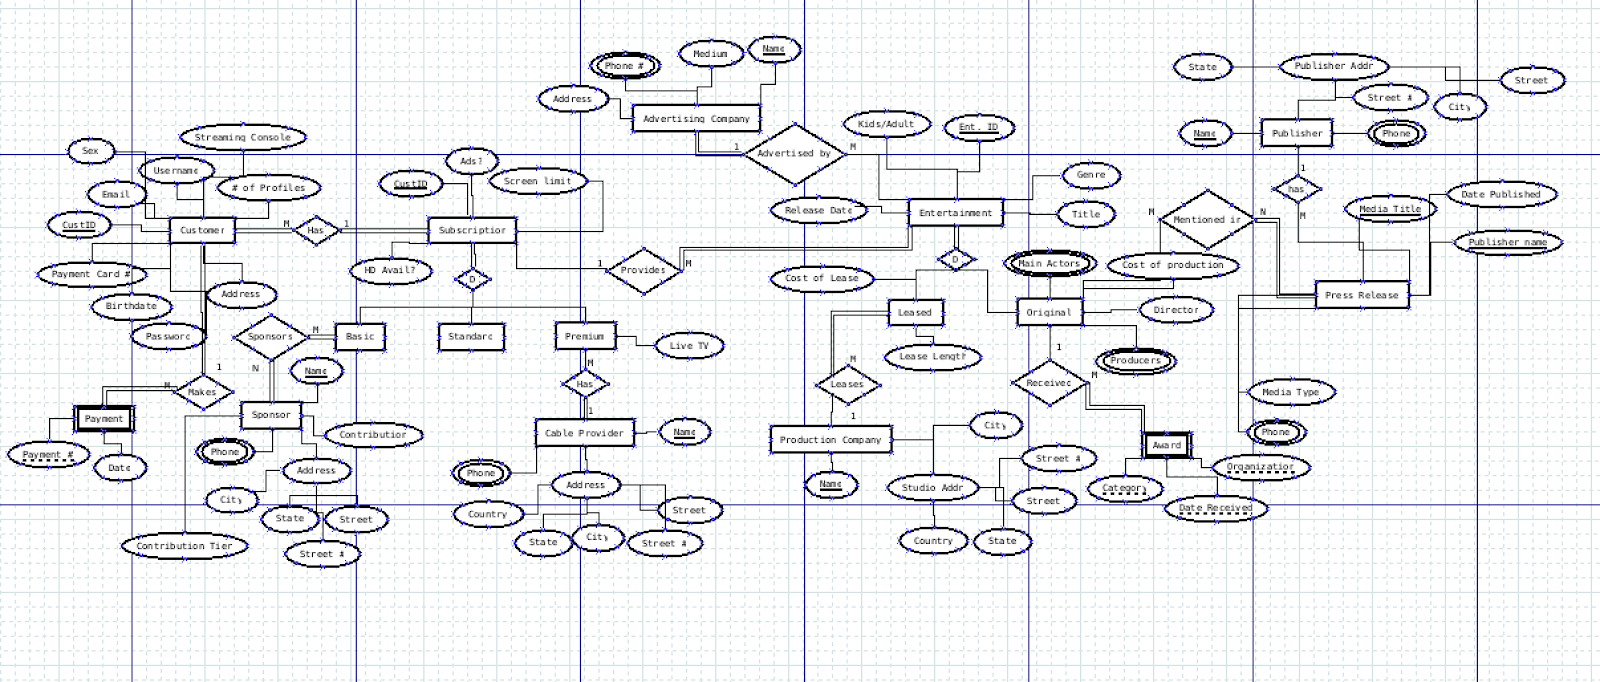 Phone #
Medium
Name
Address
Advertising Company
State
Publisher Addr
Street
Street #
City
Name
Publisher
Phone
Kids/Adult
Ent. ID
Streaming Console
Sex
Username
Email
# of Profiles
CustID
Ads?
Screen limit
CustID
1
Advertised by
M
1
has
M
Genre
Release Date
Entertainment
Title
Date Published
Media Title
Publisher name
M
Mentioned in
N
Customer
M
Has
1
Subscription
Payment Card #
Birthdate
Address
Password
HD Avail?
D
1
Provides
M
D
Main Actors
Cost of production
Cost of Lease
Press Release
Leased
Original
Director
Lease Length
Producers
Sponsors
M
Basic
Standard
Premium
Live TV
N
Name
1
M
Makes
M
Has
1
M
Leases
1
1
Received
M
Media Type
Phone
Payment
Payment #
Date
Sponsor
Contribution
Phone
Address
City
State
Street
Street #
Contribution Tier
Cable Provider
Name
Phone
Address
Country
State
City
Street
Street #
Production Company
Name
City
Studio Addr
Street #
Street
Country
State
Award
Category
Organization
Date Received